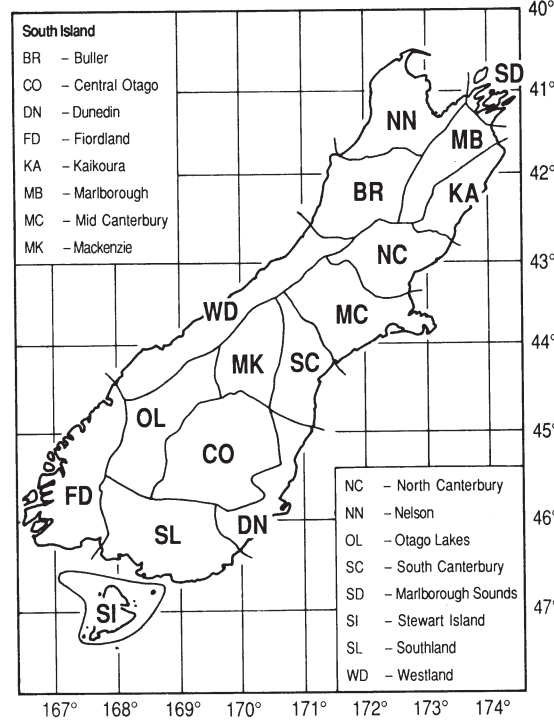 40°
South Island
BR – Buller
CO – Central Otago
DN – Dunedin
FD – Fiordland
KA – Kaikoura
MB – Marlborough
MC – Mid Canterbury
MK – Mackenzie
SD
41°
NN
MB
42°
BR
KA
NC
43°
WD
MC
44°
MK
SC
OL
45°
CO
FD
SL
DN
46°
SI
47°
NC – North Canterbury
NN – Nelson
OL – Otago Lakes
SC – South Canterbury
SD – Marlborough Sounds
SI – Stewart Island
SL – Southland
WD – Westland
167° 168° 169° 170° 171° 172° 173° 174°